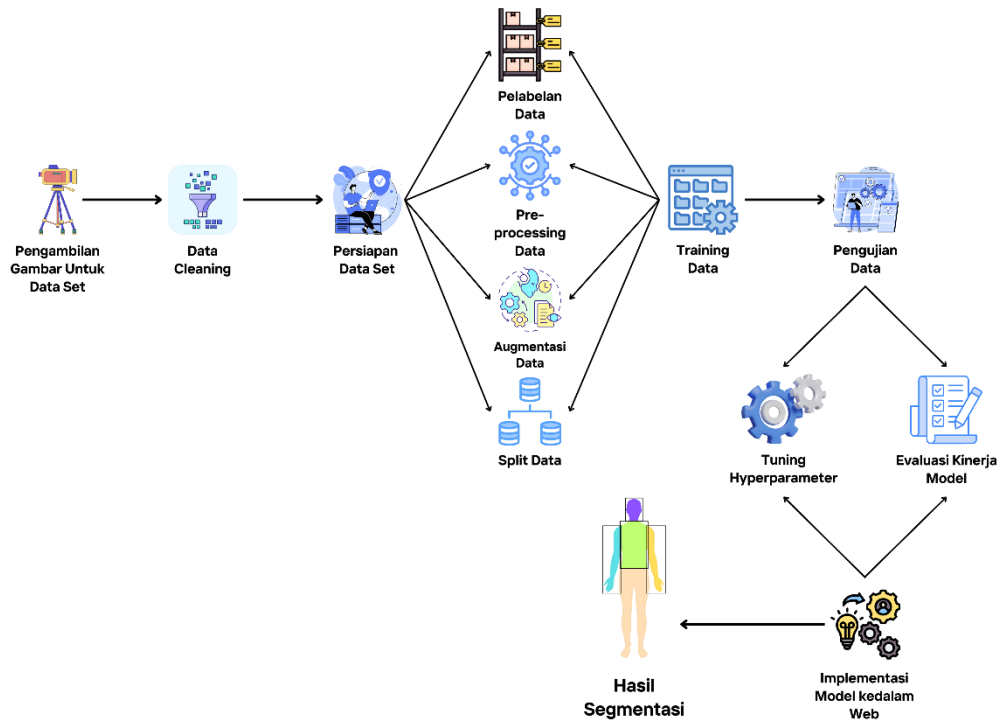 Pelabelan
Data
Pengambilan
Gambar Untuk
Data Set
Data
Cleaning
Persiapan
Data Set
Pre-
processing
Data
Training
Data
Pengujian
Data
Augmentasi
Data
Split Data
Tuning
Hyperparameter
Evaluasi Kinerja
Model
Hasil
Segmentasi
Implementasi
Model kedalam
Web